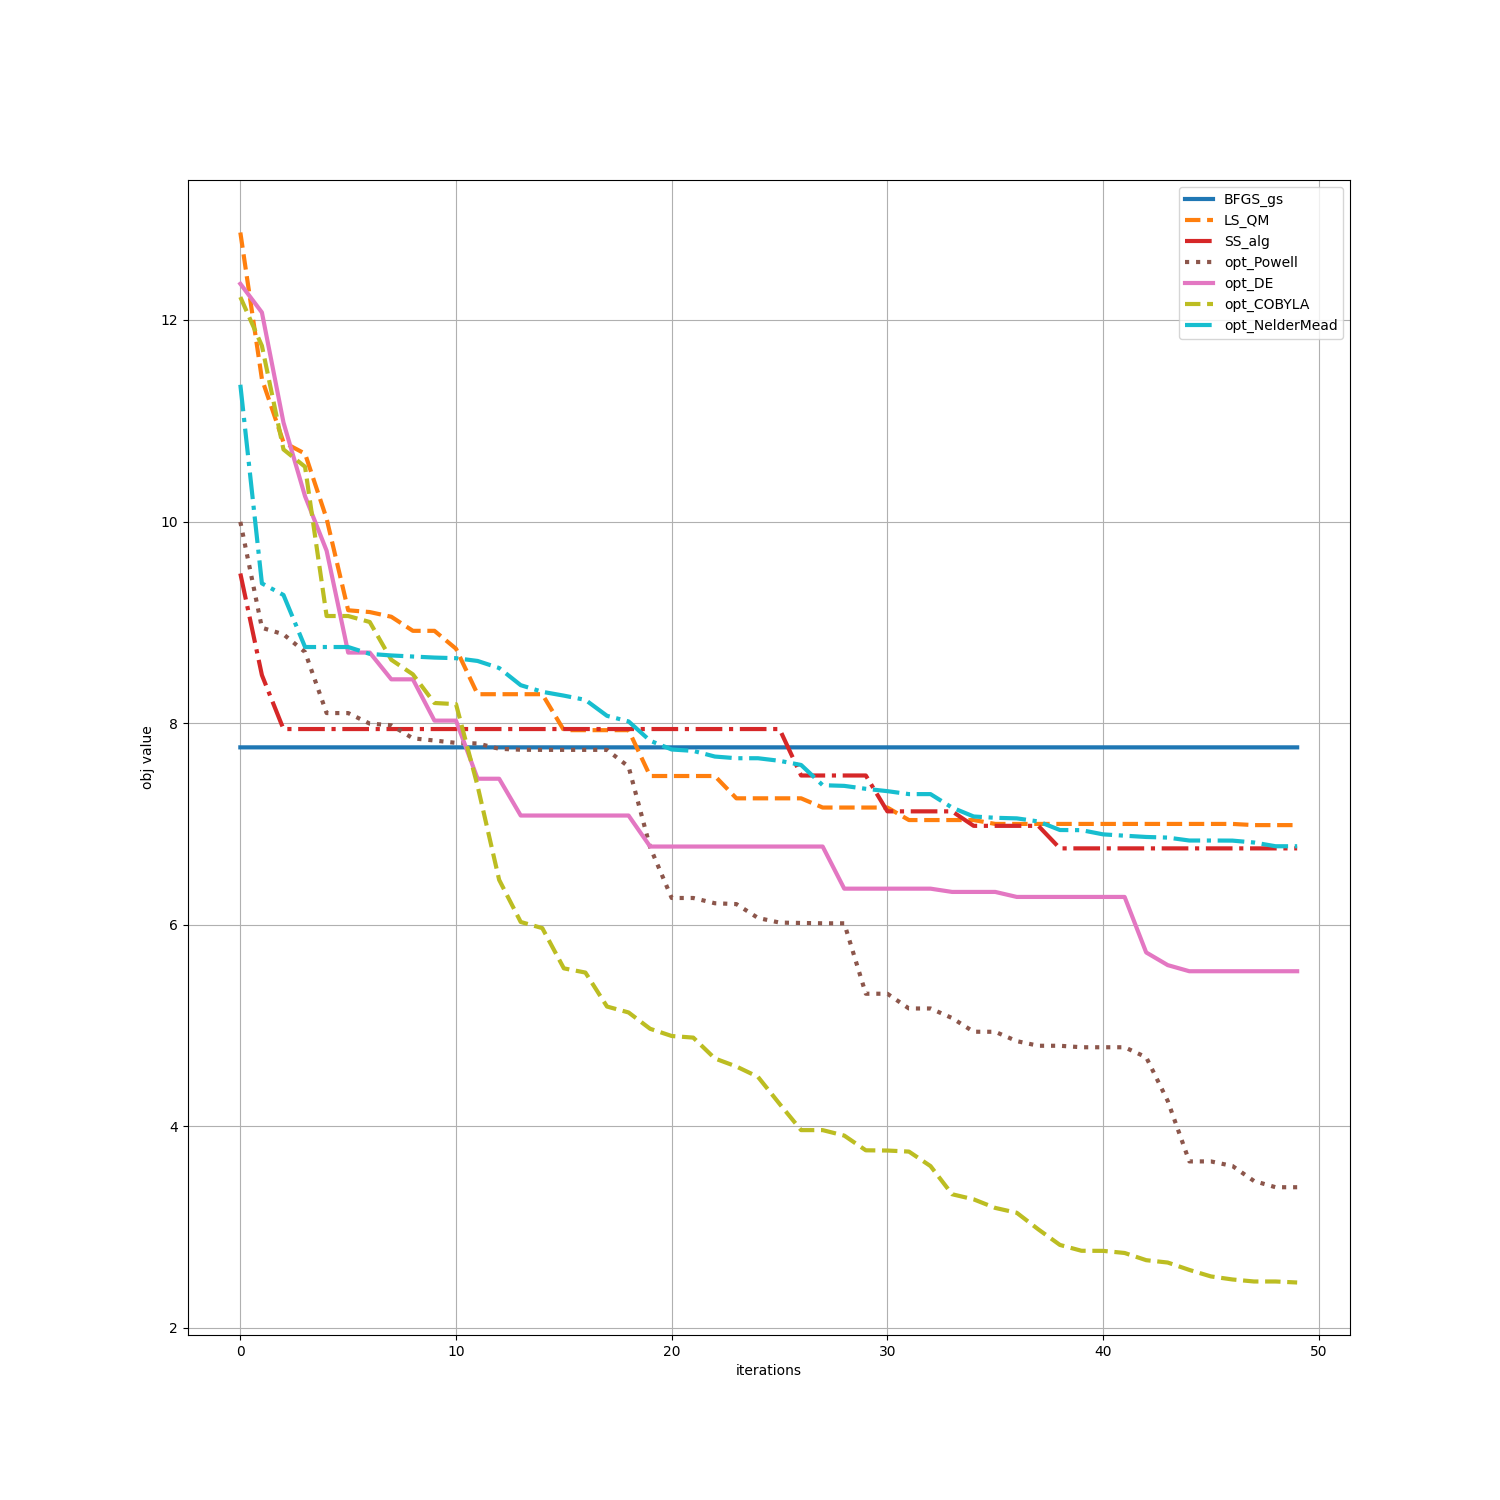 BFGS_gs
LS_QM
SS_alg
opt_Powell
opt_DE
opt_COBYLA
opt_NelderMead
12
10
8
6
4
2
obj value
0 10 20 30 40 50
iterations